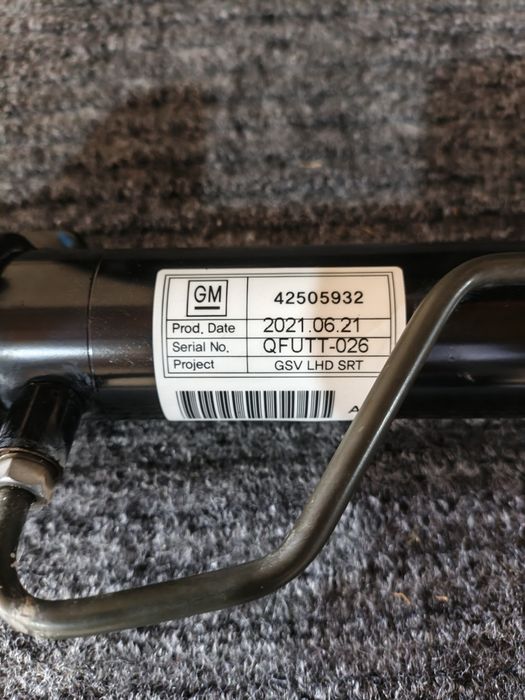 GM 42505932
Prod. Date 2021.06.21
Serial No. QFUTT-026
Project GSV LHD SRT
A